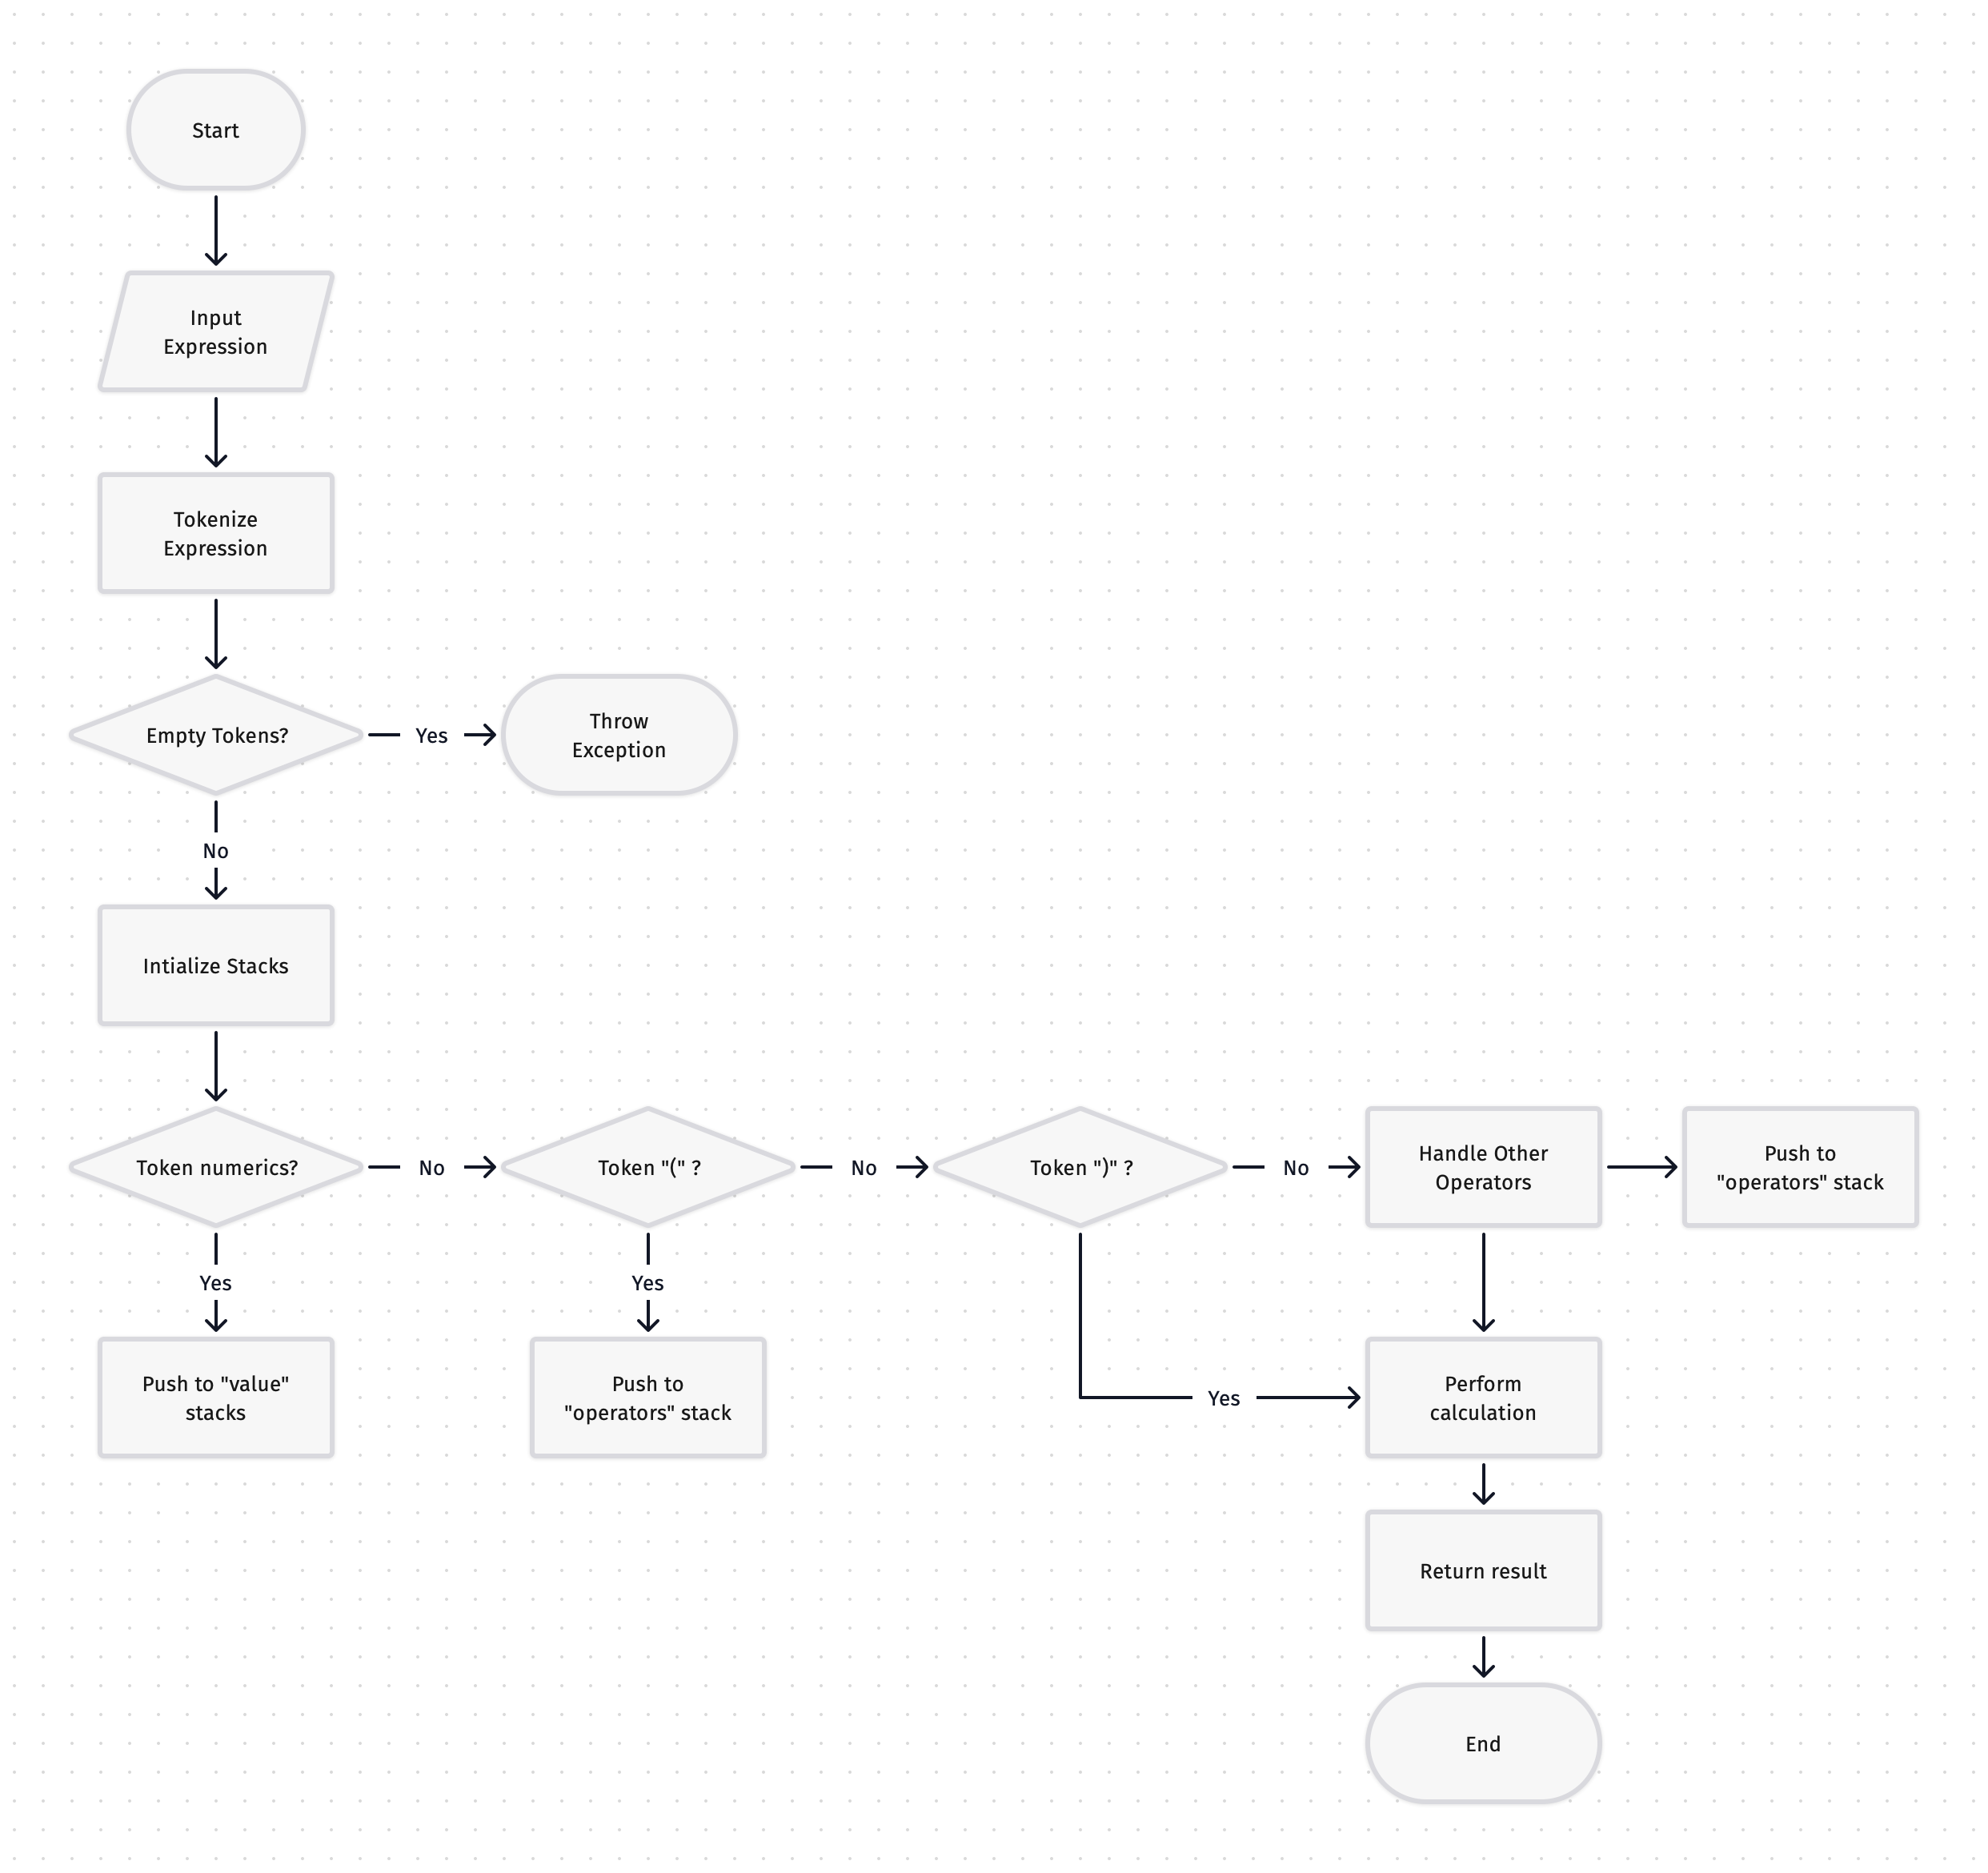 Start
Input
Expression
Tokenize
Expression
Empty Tokens?
Yes
Throw
Exception
No
Intialize Stacks
Token numerics?
No
Token "(" ?
No
Token ")" ?
No
Handle Other
Operators
Push to
"operators" stack
Yes
Yes
Push to "value"
stacks
Push to
"operators" stack
Yes
Perform
calculation
Return result
End